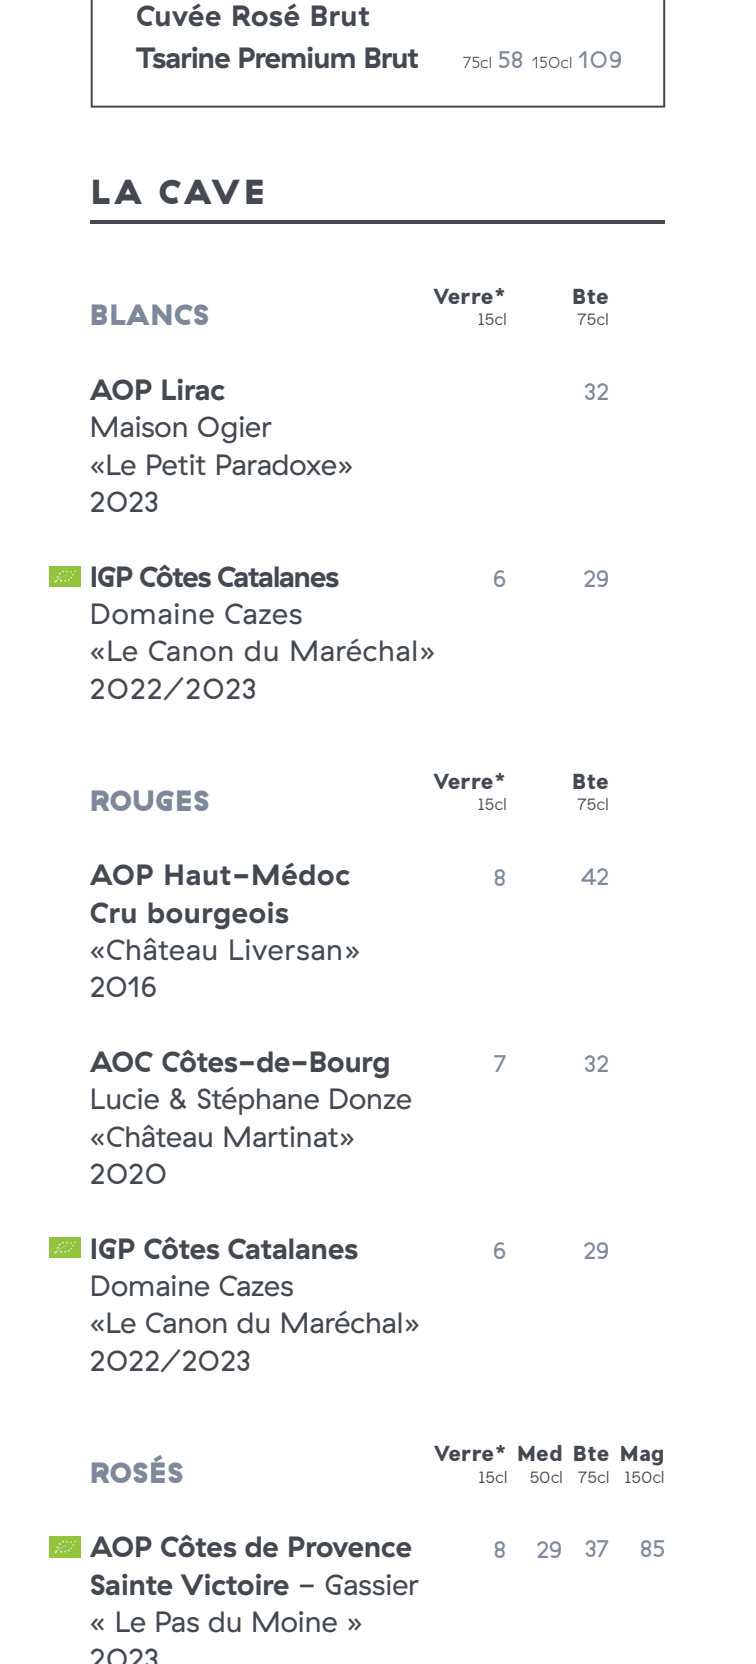 Cuvée Rosé Brut
Tsarine Premium Brut 75cl 58 150cl 109
LA CAVE
BLANCS Verre* Bte
15cl 75cl
AOP Lirac 32
Maison Ogier
«Le Petit Paradoxe»
2023
IGP Côtes Catalanes 6 29
Domaine Cazes
«Le Canon du Maréchal»
2022/2023
ROUGES Verre* Bte
15cl 75cl
AOP Haut-Médoc 8 42
Cru bourgeois
«Château Liversan»
2016
AOC Côtes-de-Bourg 7 32
Lucie & Stéphane Donze
«Château Martinat»
2020
IGP Côtes Catalanes 6 29
Domaine Cazes
«Le Canon du Maréchal»
2022/2023
ROSÉS Verre* Med Bte Mag
15cl 50cl 75cl 150cl
AOP Côtes de Provence 8 29 37 85
Sainte Victoire - Gassier
« Le Pas du Moine »
2023